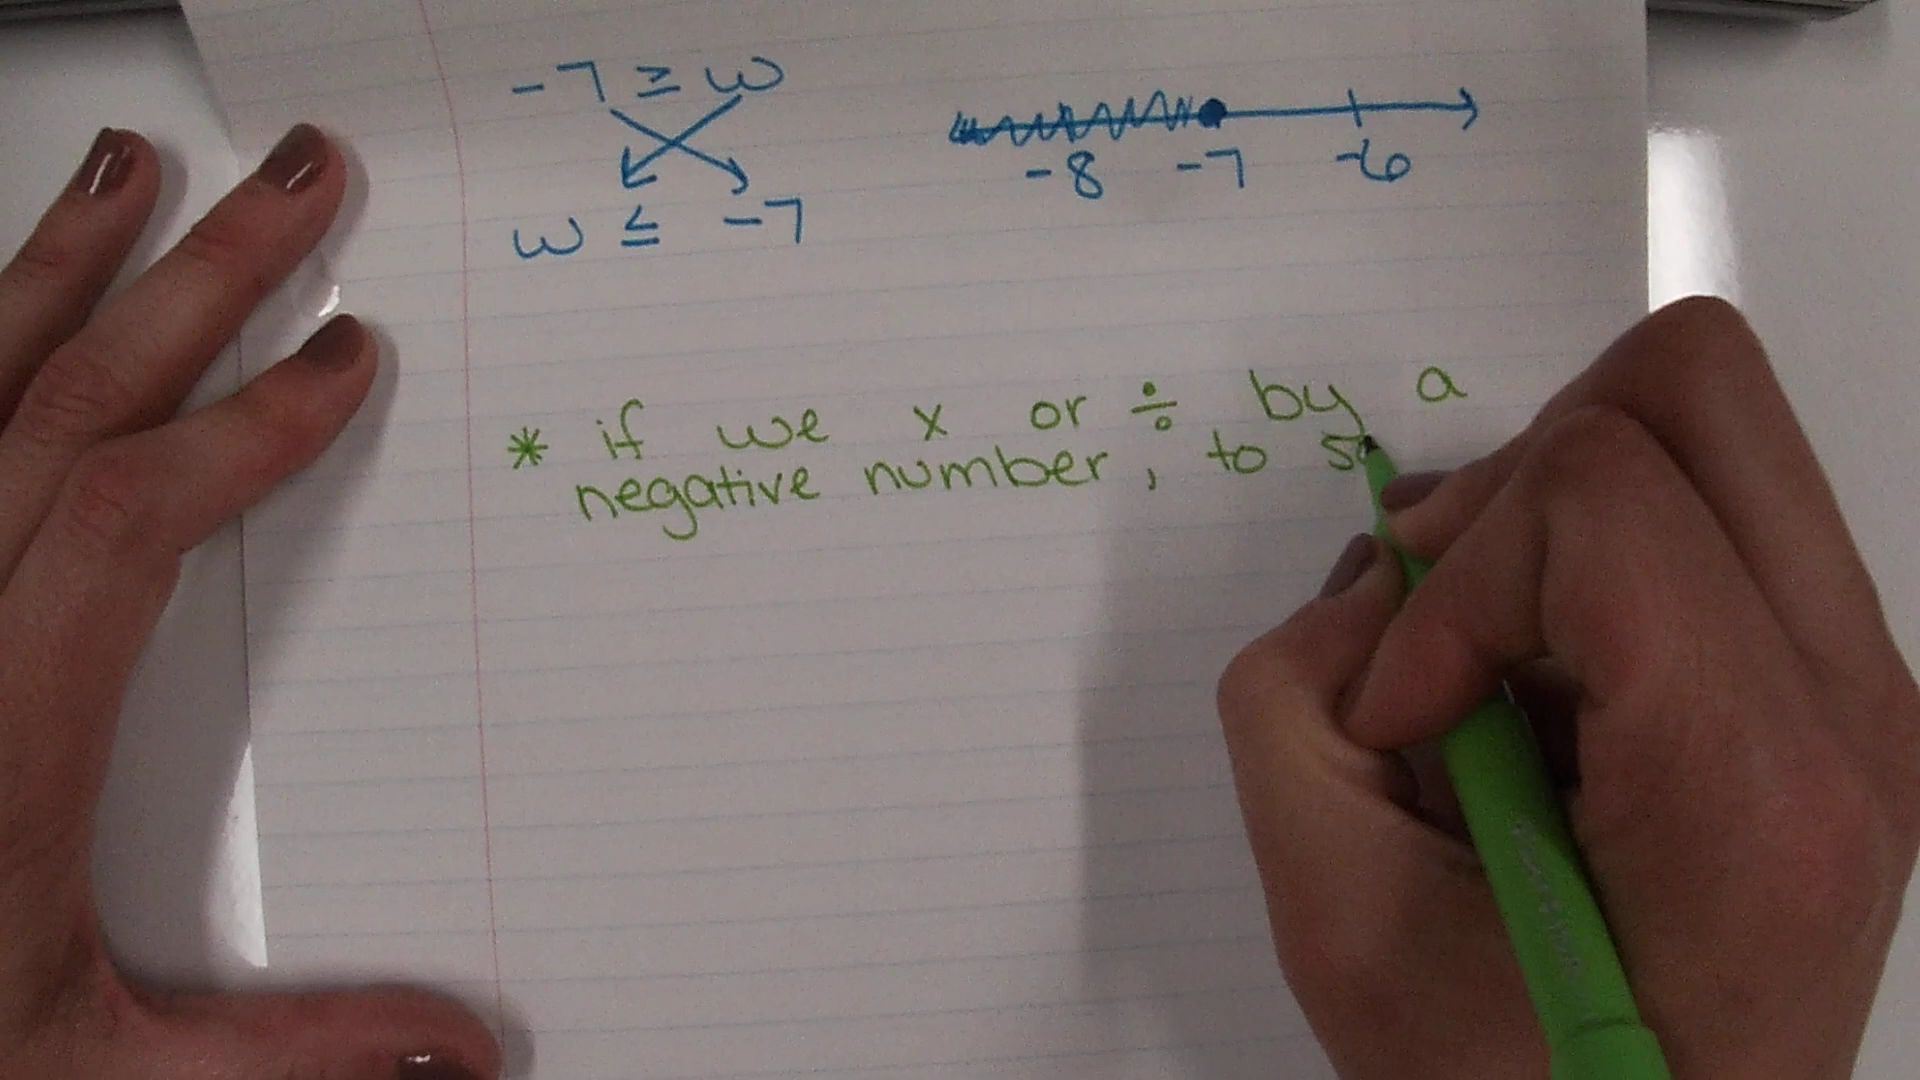 -7 ≥ w
w ≤ -7
-8 -7 -6
* if we x or ÷ by a
negative number, to